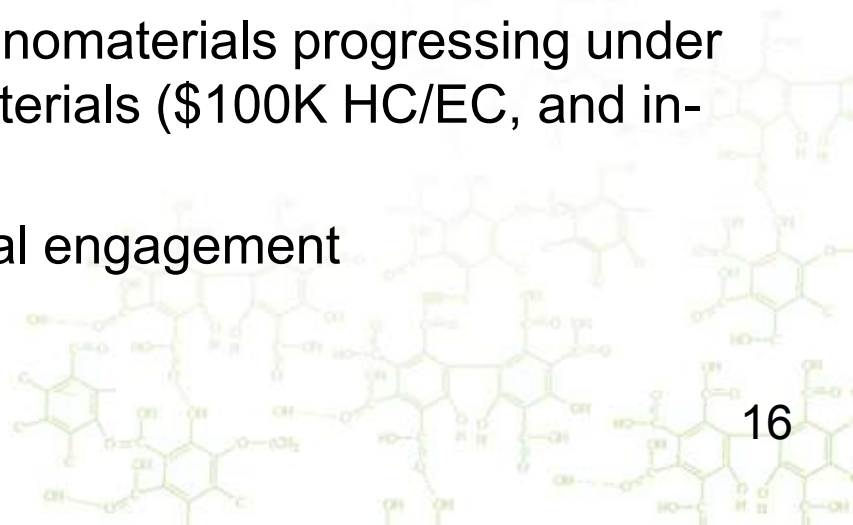 nomaterials progressing under
terials ($100K HC/EC, and in-
al engagement
16